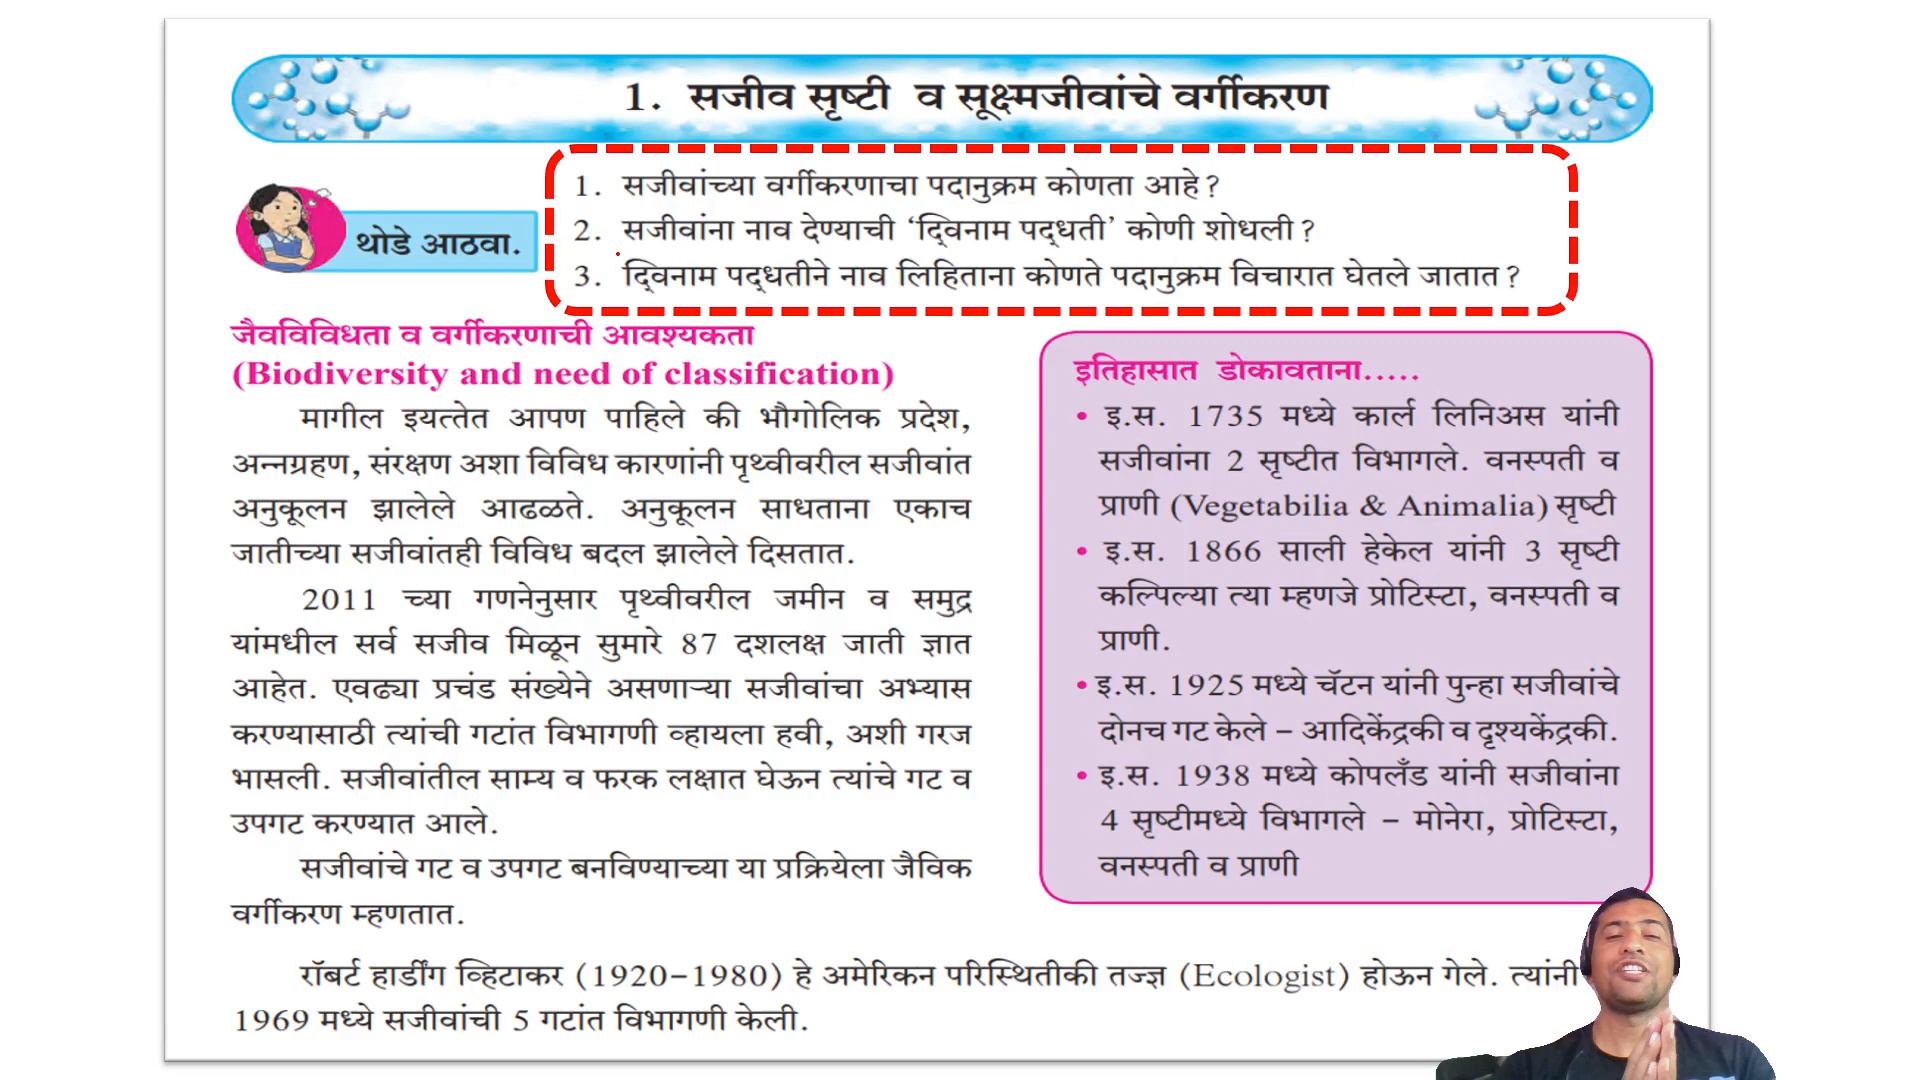 1. सजीव सृष्टी व सूक्ष्मजीवांचे वर्गीकरण
थोडे आठवा.
1. सजीवांच्या वर्गीकरणाचा पदानुक्रम कोणता आहे?
2. सजीवांना नाव देण्याची ‘द्‌विनाम पद्धती’ कोणी शोधली?
3. द्‌विनाम पद्धतीने नाव लिहिताना कोणते पदानुक्रम विचारात घेतले जातात?
जैवविविधता व वर्गीकरणाची आवश्यकता
(Biodiversity and need of classification)
मागील इयत्तेत आपण पाहिले की भौगोलिक प्रदेश,
अन्नग्रहण, संरक्षण अशा विविध कारणांनी पृथ्वीवरील सजीवांत
अनुकूलन झालेले आढळते. अनुकूलन साधताना एकाच
जातीच्या सजीवांतही विविध बदल झालेले दिसतात.
2011 च्या गणनेनुसार पृथ्वीवरील जमीन व समुद्र
यांमधील सर्व सजीव मिळून सुमारे 87 दशलक्ष जाती ज्ञात
आहेत. एवढ्या प्रचंड संख्येने असणाऱ्या सजीवांचा अभ्यास
करण्यासाठी त्यांची गटांत विभागणी व्हायला हवी, अशी गरज
भासली. सजीवांतील साम्य व फरक लक्षात घेऊन त्यांचे गट व
उपगट करण्यात आले.
सजीवांचे गट व उपगट बनविण्याच्या या प्रक्रियेला जैविक
वर्गीकरण म्हणतात.
इतिहासात डोकावताना.....
• इ.स. 1735 मध्ये कार्ल लिनिअस यांनी
सजीवांना 2 सृष्टीत विभागले. वनस्पती व
प्राणी (Vegetabilia & Animalia) सृष्टी
• इ.स. 1866 साली हेकेल यांनी 3 सृष्टी
कल्पिल्या त्या म्हणजे प्रोटिस्टा, वनस्पती व
प्राणी.
• इ.स. 1925 मध्ये चॅटन यांनी पुन्हा सजीवांचे
दोनच गट केले – आदिकेंद्रकी व दृश्यकेंद्रकी.
• इ.स. 1938 मध्ये कोपलँड यांनी सजीवांना
4 सृष्टीमध्ये विभागले – मोनेरा, प्रोटिस्टा,
वनस्पती व प्राणी
रॉबर्ट हार्डींग व्हिटाकर (1920-1980) हे अमेरिकन परिस्थितीकी तज्ज्ञ (Ecologist) होऊन गेले. त्यांनी
1969 मध्ये सजीवांची 5 गटांत विभागणी केली.